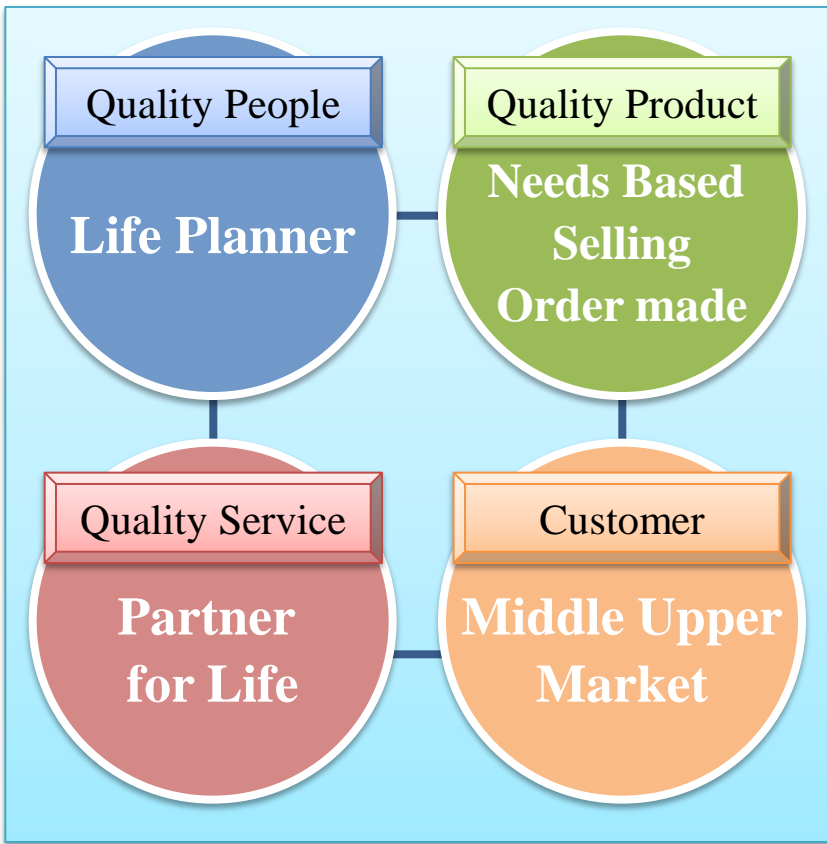 Quality People
Life Planner
Quality Product
Needs Based
Selling
Order made
Quality Service
Partner
for Life
Customer
Middle Upper
Market